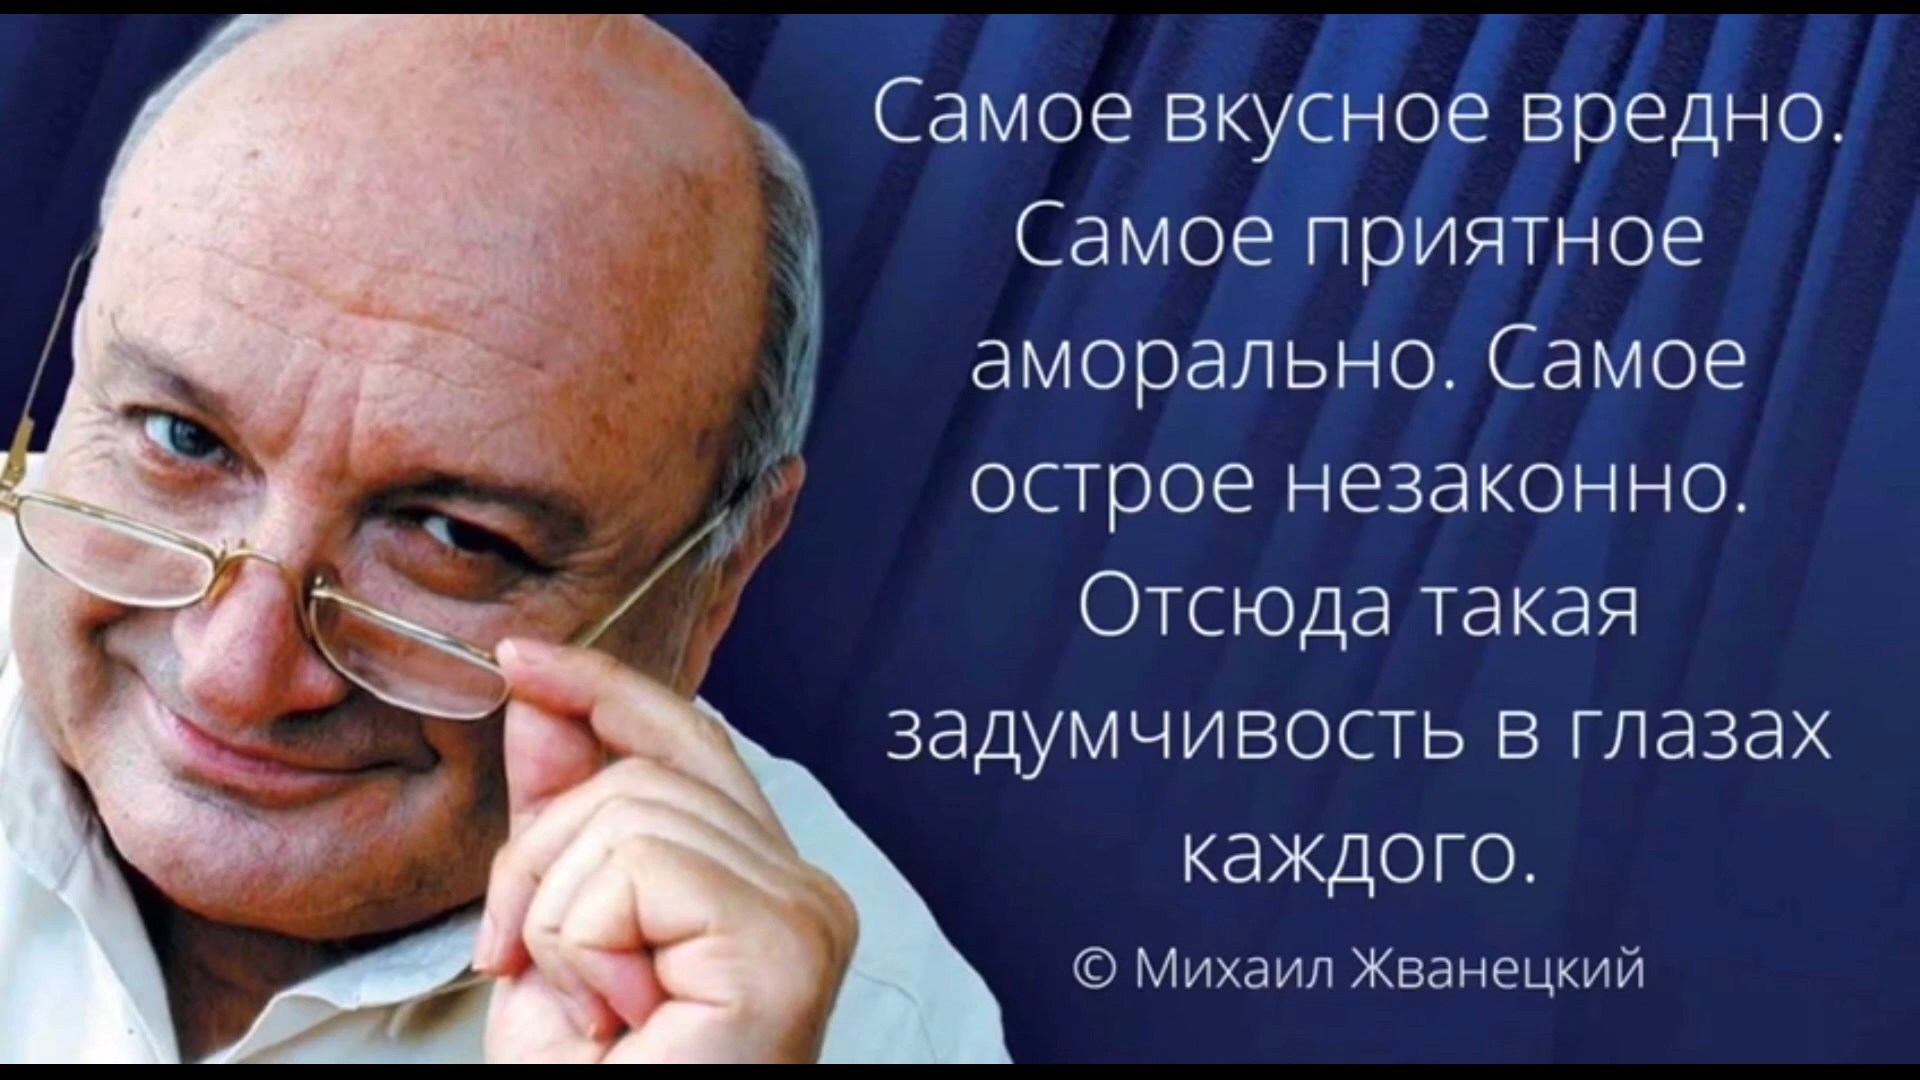 Самое вкусное вредно.
Самое приятное
аморально. Самое
острое незаконно.
Отсюда такая
задумчивость в глазах
каждого.
© Михаил Жванецкий